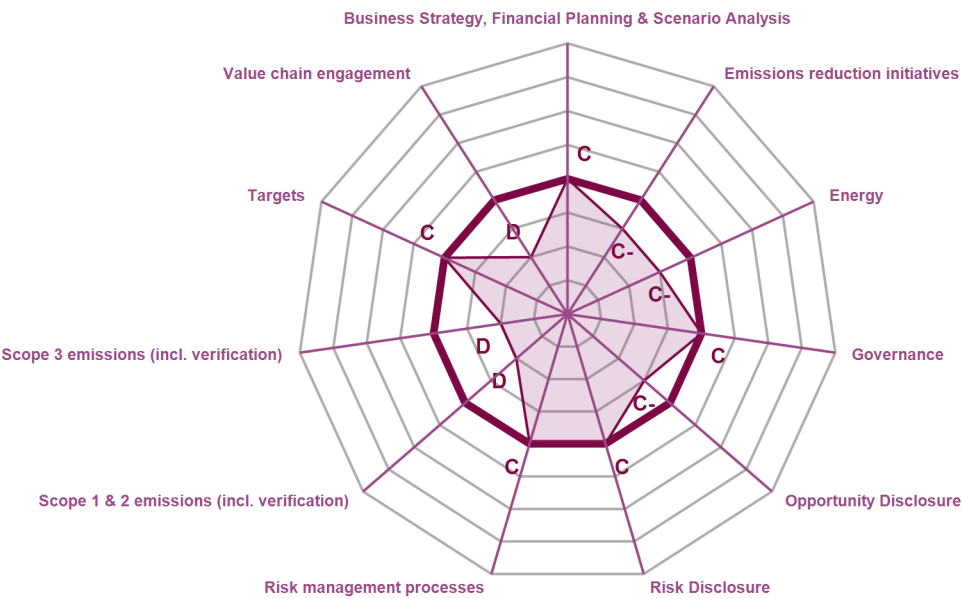 Business Strategy, Financial Planning & Scenario Analysis
Value chain engagement
Emissions reduction initiatives
C
Targets
Energy
C
D
C-
C-
Scope 3 emissions (incl. verification)
D
C
Governance
D
C-
C
C
Scope 1 & 2 emissions (incl. verification)
Opportunity Disclosure
Risk management processes
Risk Disclosure